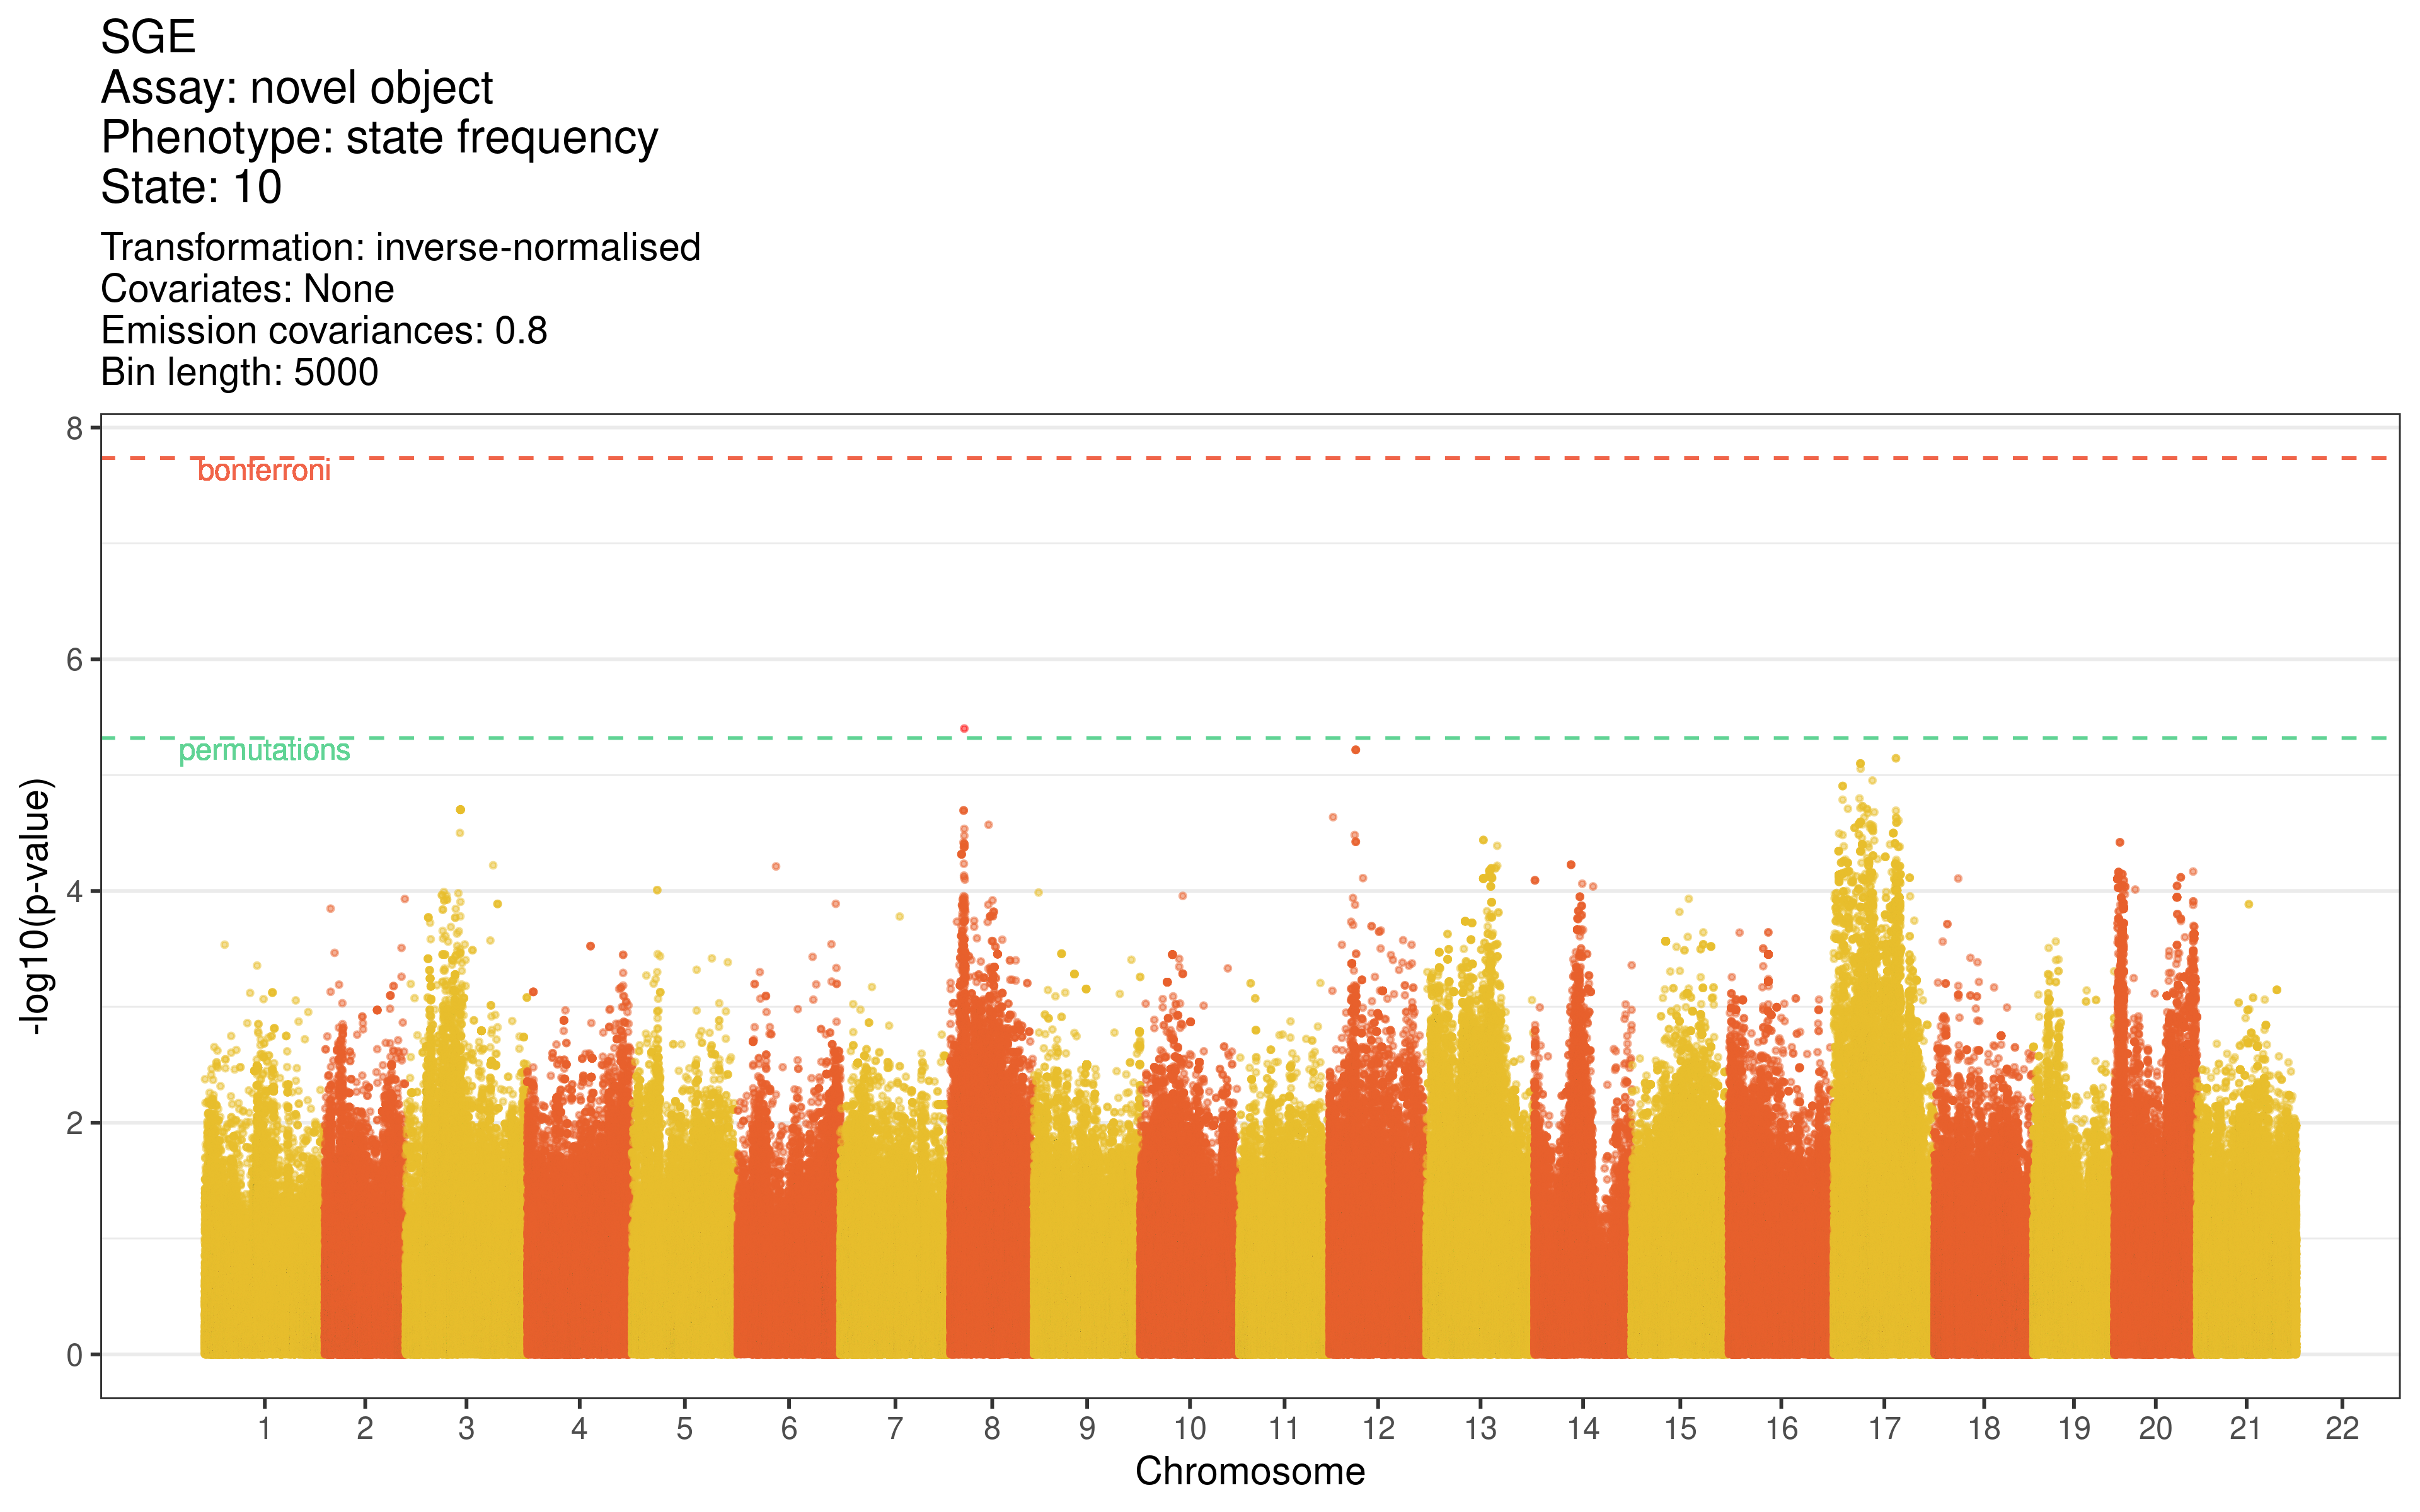 SGE
Assay: novel object
Phenotype: state frequency
State: 10
Transformation: inverse-normalised
Covariates: None
Emission covariances: 0.8
Bin length: 5000
8
bonferroni
6
permutations
4
2
0
-log10(p-value)
1 2 3 4 5 6 7 8 9 10 11 12 13 14 15 16 17 18 19 20 21 22
Chromosome